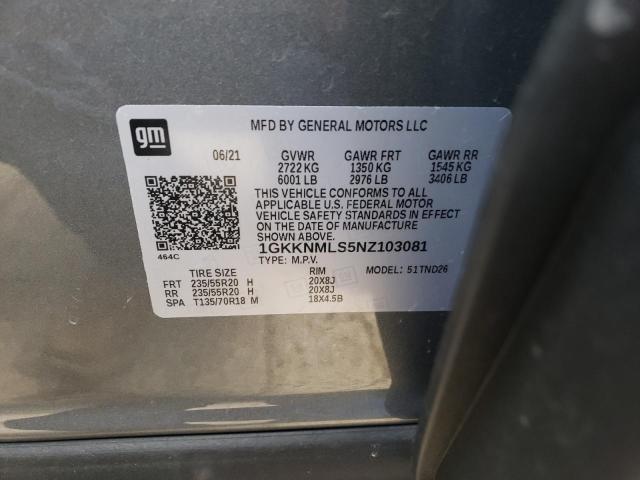 gm
MFD BY GENERAL MOTORS LLC
06/21 GVWR GAWR FRT GAWR RR
2722 KG 1350 KG 1545 KG
6001 LB 2976 LB 3406 LB
THIS VEHICLE CONFORMS TO ALL
APPLICABLE U.S. FEDERAL MOTOR
VEHICLE SAFETY STANDARDS IN EFFECT
ON THE DATE OF MANUFACTURE
SHOWN ABOVE.
1GKKNMLS5NZ103081
464C
TYPE: M.P.V. MODEL: 51TND26
TIRE SIZE RIM
FRT 235/55R20 H 20X8J
RR 235/55R20 H 20X8J
SPA T135/70R18 M 18X4.5B